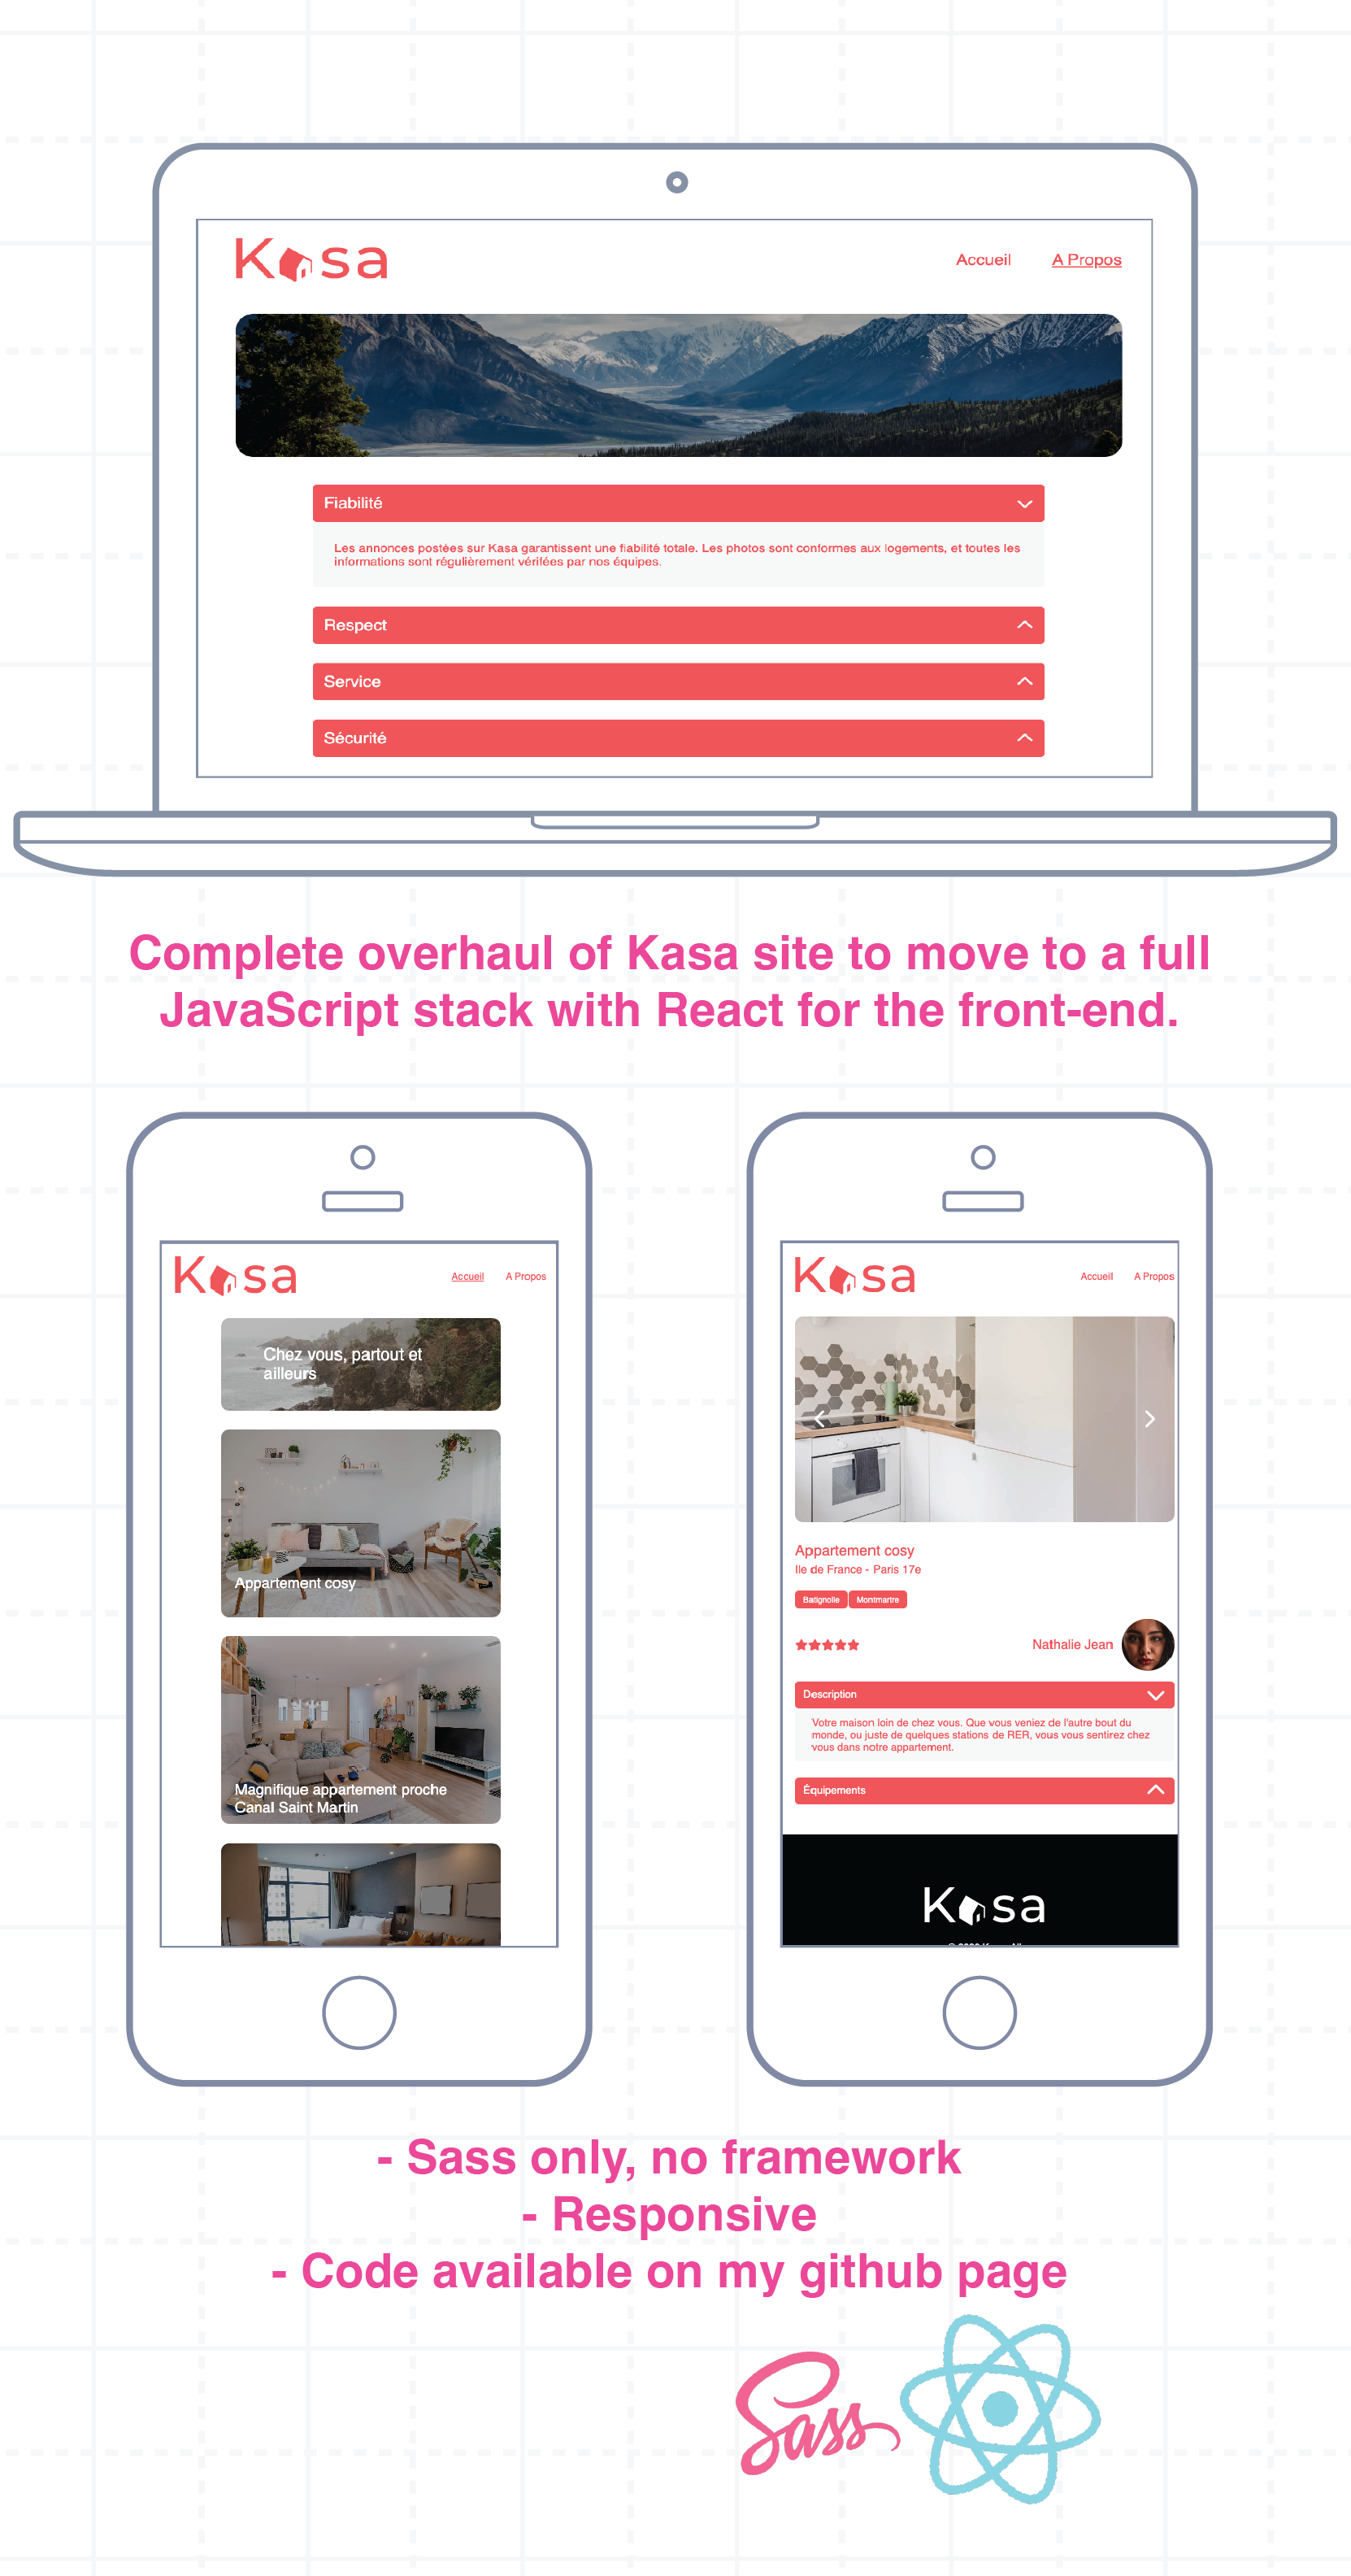 Kasa
Accueil A Propos
Fiabilité
Les annonces postées sur Kasa garantissent une fiabilité totale. Les photos sont conformes aux logements, et toutes les
informations sont régulièrement vérifiées par nos équipes.
Respect
Service
Sécurité
Complete overhaul of Kasa site to move to a full
JavaScript stack with React for the front-end.
Kasa
Accueil A Propos
Chez vous, partout et
ailleurs
Appartement cosy
Magnifique appartement proche
Canal Saint Martin
Kasa
Accueil A Propos
Appartement cosy
Ile de France - Paris 17e
Batignolle Montmartre
Nathalie Jean
Description
Votre maison loin de chez vous. Que vous veniez de l'autre bout du
monde, ou juste de quelques stations de RER, vous vous sentirez chez
vous dans notre appartement.
Équipements
Kasa
- Sass only, no framework
- Responsive
- Code available on my github page
Sass